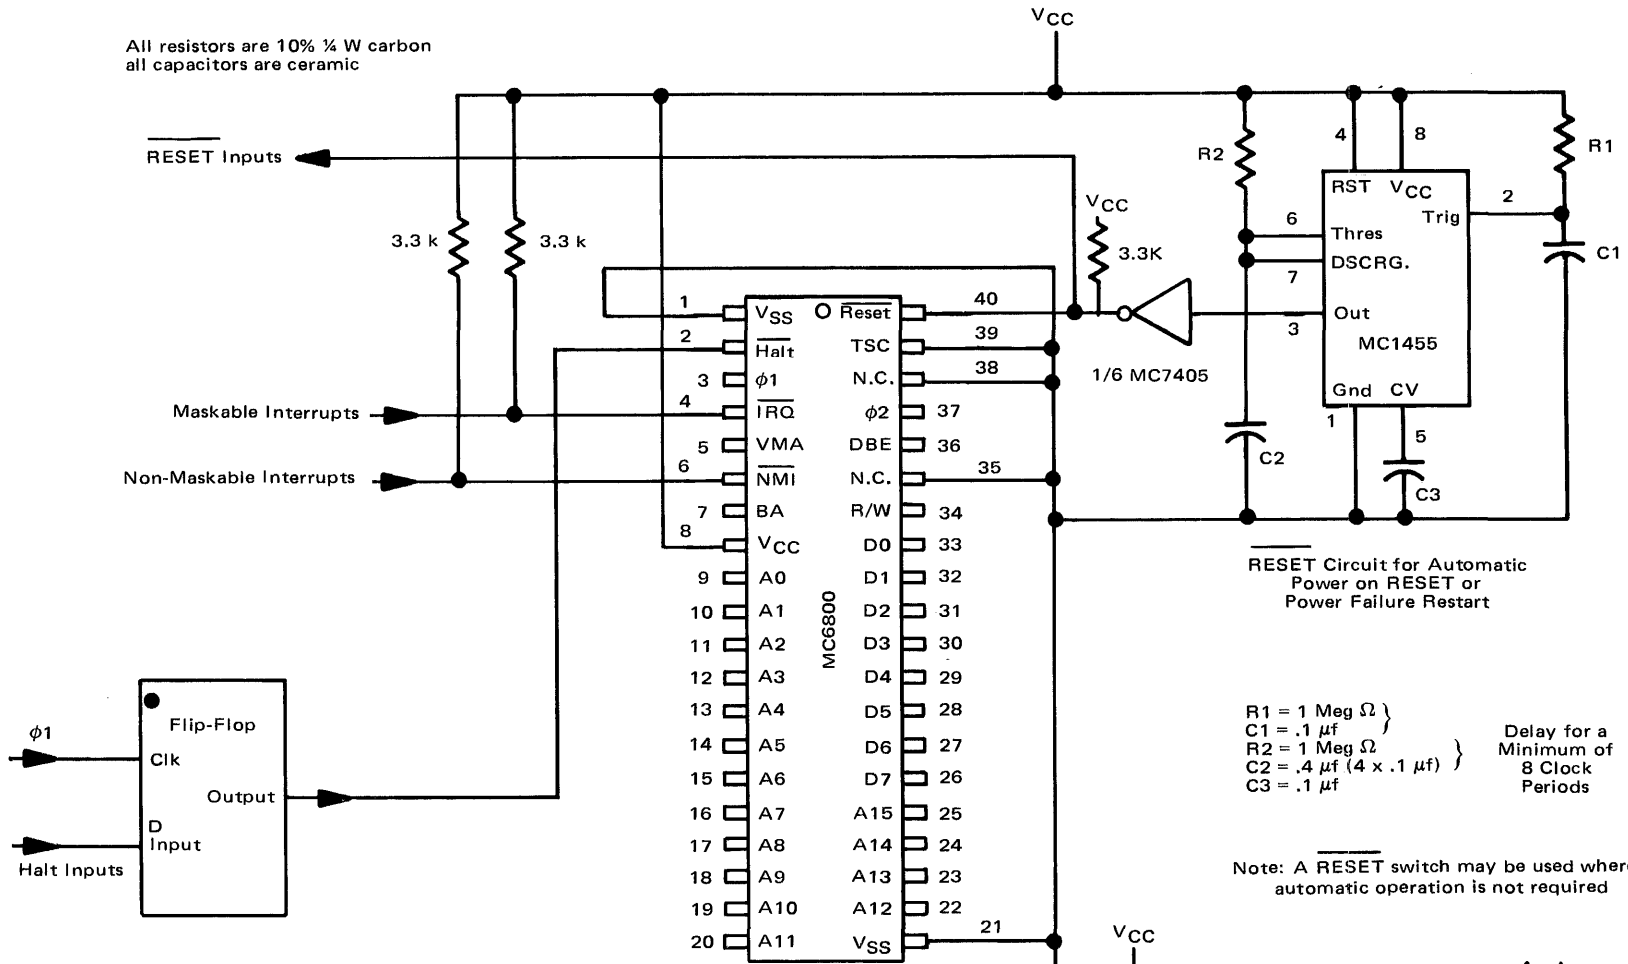 VCC
All resistors are 10% ¼ W carbon
all capacitors are ceramic
RESET Inputs
3.3 k
3.3 k
VCC
3.3K
R2
R1
4
8
RST VCC
2
Trig
6
Thres
DSCRG.
7
C1
Out
3
MC1455
Gnd CV
1
5
C2
C3
1/6 MC7405
1 VSS
2 Halt
3 φ1
4 IRQ
5 VMA
6 NMI
7 BA
8 VCC
9 A0
10 A1
11 A2
12 A3
13 A4
14 A5
15 A6
16 A7
17 A8
18 A9
19 A10
20 A11
MC6800
Reset 40
TSC 39
N.C. 38
φ2 37
DBE 36
N.C. 35
R/W 34
D0 33
D1 32
D2 31
D3 30
D4 29
D5 28
D6 27
D7 26
A15 25
A14 24
A13 23
A12 22
VSS 21
Maskable Interrupts
Non-Maskable Interrupts
RESET Circuit for Automatic
Power on RESET or
Power Failure Restart
Flip-Flop
φ1
Clk
Output
D
Input
Halt Inputs
R1 = 1 Meg Ω }
C1 = .1 μf
R2 = 1 Meg Ω }
C2 = .4 μf (4 x .1 μf)
C3 = .1 μf
Delay for a
Minimum of
8 Clock
Periods
Note: A RESET switch may be used where
automatic operation is not required
VCC